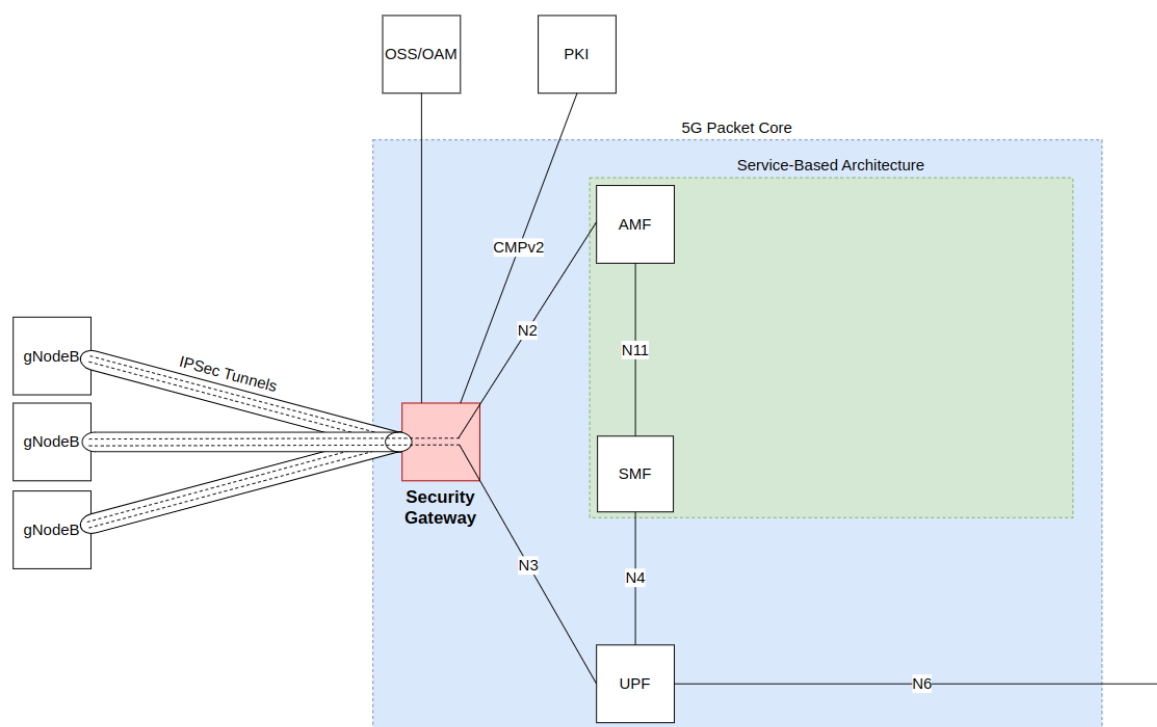 OSS/OAM
PKI
5G Packet Core
Service-Based Architecture
AMF
CMPv2
N2
N11
gNodeB
IPSec Tunnels
gNodeB
SMF
Security
Gateway
gNodeB
N3
N4
UPF
N6